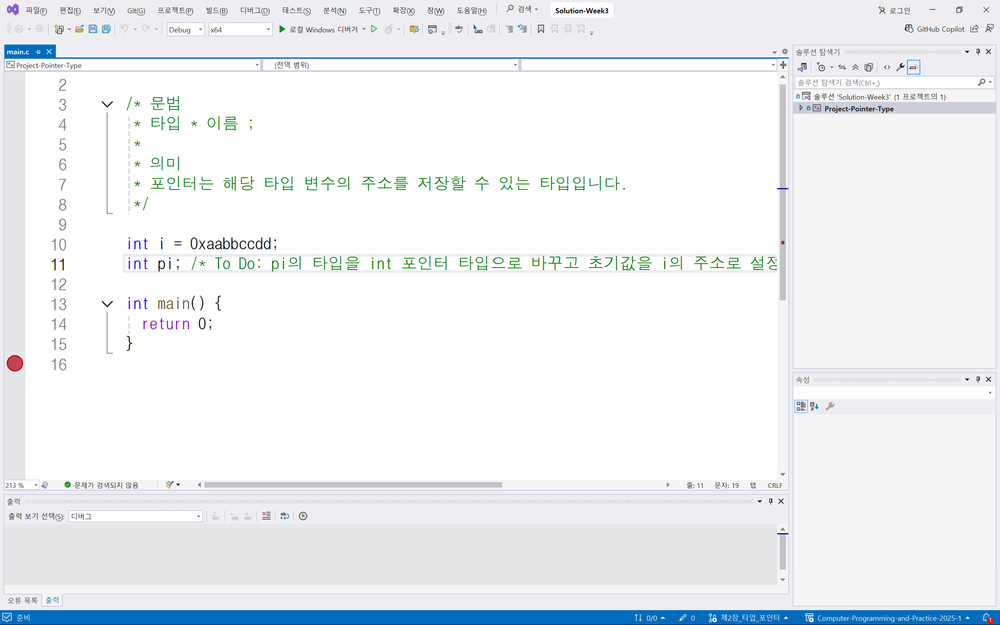 파일(F) 편집(E) 보기(V) Git(G) 프로젝트(P) 빌드(B) 디버그(D) 테스트(S) 분석(N) 도구(T) 확장(X) 창(W) 도움말(H) 검색 Solution-Week3 로그인
Debug x64 로컬 Windows 디버거 GitHub Copilot
main.c
Project-Pointer-Type (전역 범위)
2
3 /* 문법
4 * 타입 * 이름 ;
5 *
6 * 의미
7 * 포인터는 해당 타입 변수의 주소를 저장할 수 있는 타입입니다.
8 */
9
10 int i = 0xaabbccdd;
11 int pi; /* To Do: pi의 타입을 int 포인터 타입으로 바꾸고 초기값을 i의 주소로 설정
12
13 int main() {
14 return 0;
15 }
16
213 % 문제가 검색되지 않음 줄: 11 문자: 19 탭 CRLF
출력
출력 보기 선택(S): 디버그
오류 목록 출력
솔루션 탐색기
솔루션 탐색기 검색(Ctrl+;)
솔루션 'Solution-Week3' (1 프로젝트의 1)
Project-Pointer-Type
속성
준비 0/0 0 제2장_타입_포인터 Computer-Programming-and-Practice-2025-1 1